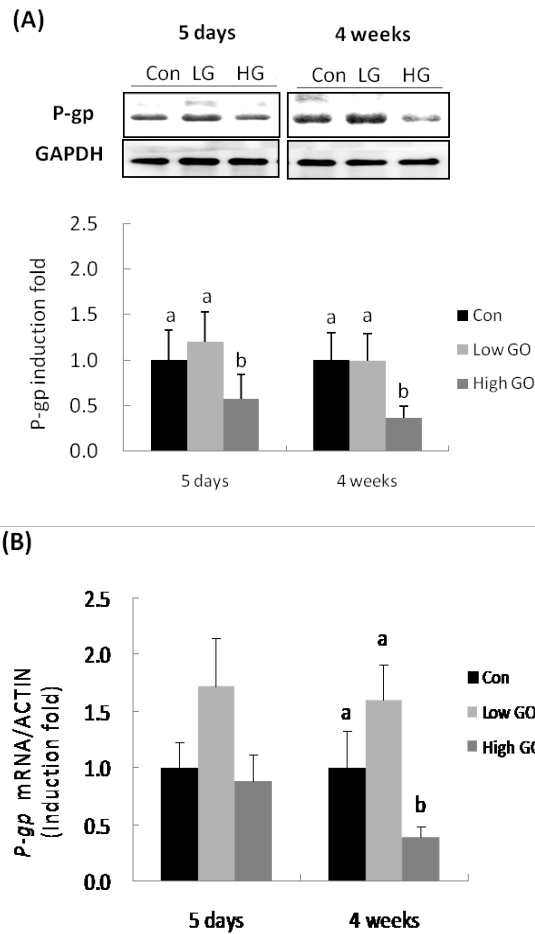 (A)
5 days 4 weeks
Con LG HG Con LG HG
P-gp
GAPDH
P-gp induction fold
2.5
2.0
1.5
1.0
0.5
0.0
a a b a a b
5 days 4 weeks
Con
Low GO
High GO
(B)
P-gp mRNA/ACTIN
(Induction fold)
2.5
2.0
1.5
1.0
0.5
0.0
a a b
5 days 4 weeks
Con
Low GO
High GO